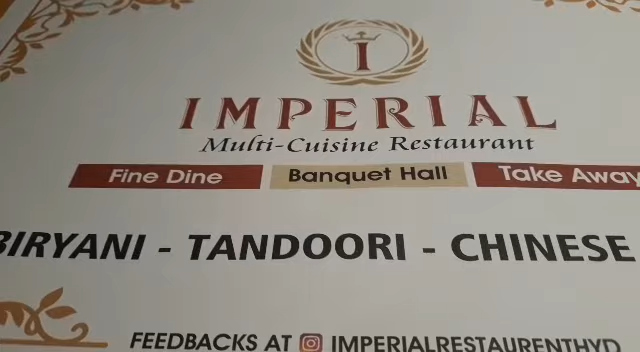 I
IMPERIAL
Multi-Cuisine Restaurant
Fine Dine Banquet Hall Take Away
BIRYANI - TANDOORI - CHINESE
FEEDBACKS AT IMPERIALRESTAURENTHYD